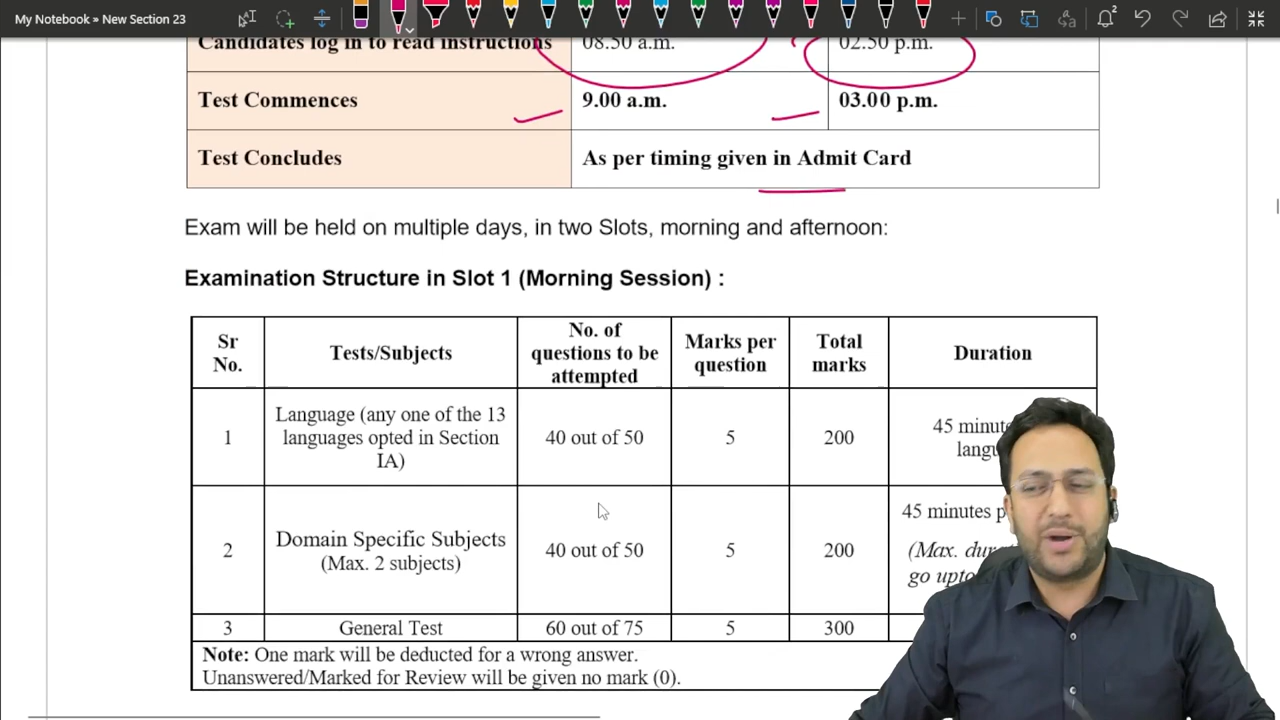 My Notebook » New Section 23
2
Candidates log in to read instructions 08.50 a.m. 02.50 p.m.
Test Commences 9.00 a.m. 03.00 p.m.
Test Concludes As per timing given in Admit Card
Exam will be held on multiple days, in two Slots, morning and afternoon:
Examination Structure in Slot 1 (Morning Session) :
Sr No. Tests/Subjects No. of questions to be attempted Marks per question Total marks Duration
1 Language (any one of the 13 languages opted in Section IA) 40 out of 50 5 200 45
2 Domain Specific Subjects (Max. 2 subjects) 40 out of 50 5 200 45 minutes (Max. go
3 General Test 60 out of 75 5 300
Note: One mark will be deducted for a wrong answer.
Unanswered/Marked for Review will be given no mark (0).